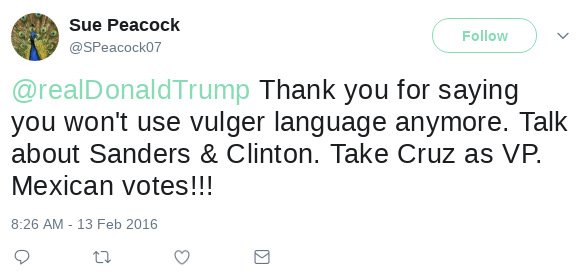 Sue Peacock
@SPeacock07
Follow
@realDonaldTrump Thank you for saying
you won't use vulger language anymore. Talk
about Sanders & Clinton. Take Cruz as VP.
Mexican votes!!!
8:26 AM - 13 Feb 2016